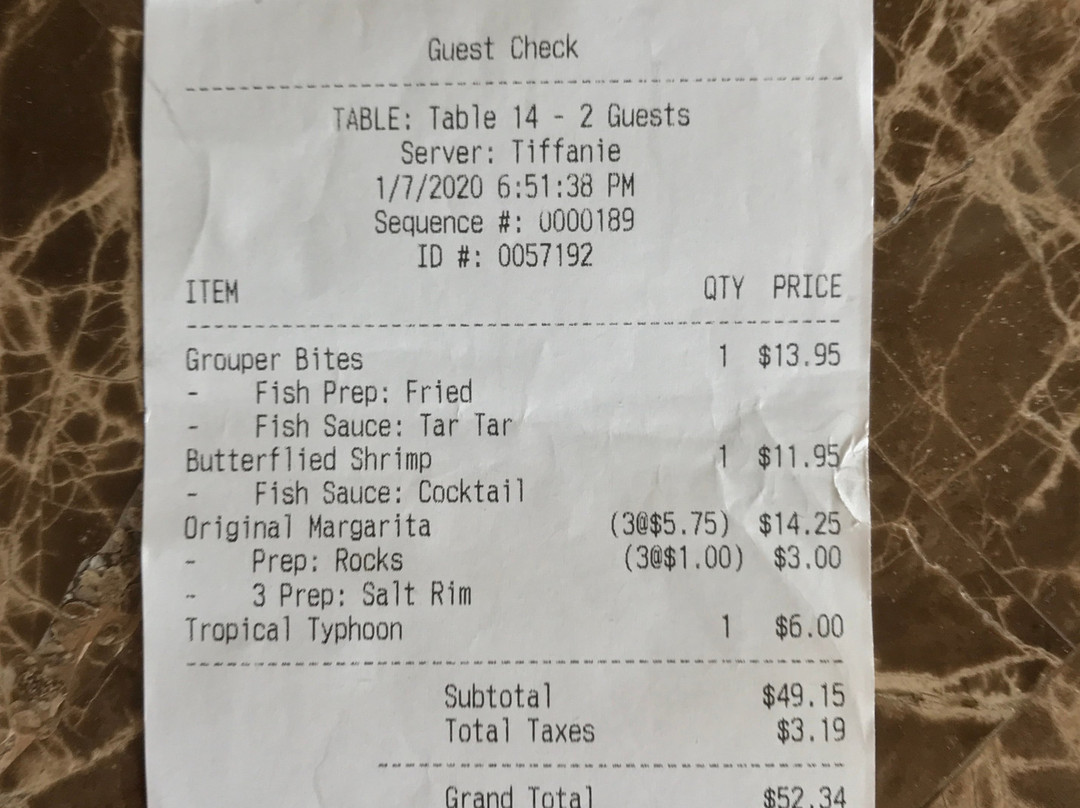 Guest Check
TABLE: Table 14 - 2 Guests
Server: Tiffanie
1/7/2020 6:51:38 PM
Sequence #: 0000189
ID #: 0057192
ITEM QTY PRICE
Grouper Bites 1 $13.95
- Fish Prep: Fried
- Fish Sauce: Tar Tar
Butterflied Shrimp 1 $11.95
- Fish Sauce: Cocktail
Original Margarita (3@$5.75) $14.25
- Prep: Rocks (3@$1.00) $3.00
- 3 Prep: Salt Rim
Tropical Typhoon 1 $6.00
Subtotal $49.15
Total Taxes $3.19
Grand Total $52.34